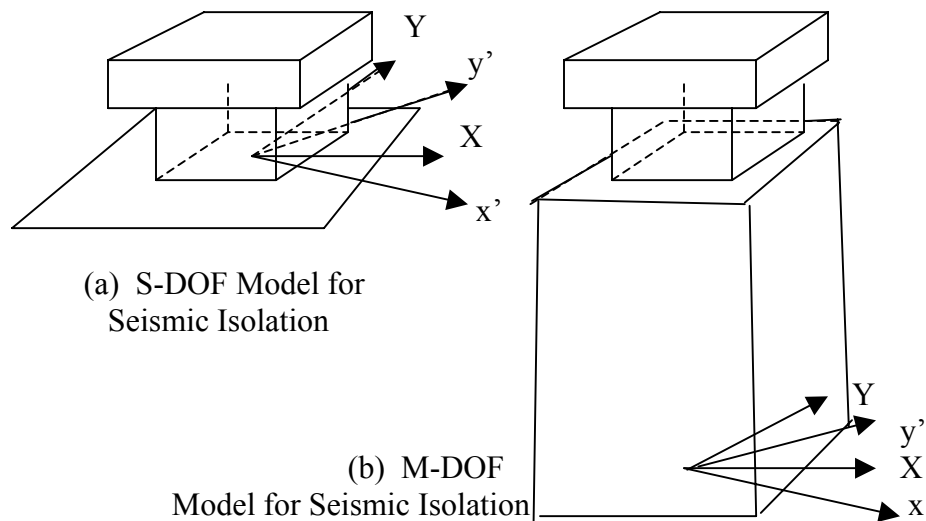 Y
y’
X
x’
(a) S-DOF Model for
Seismic Isolation
Y
y’
X
x
(b) M-DOF
Model for Seismic Isolation